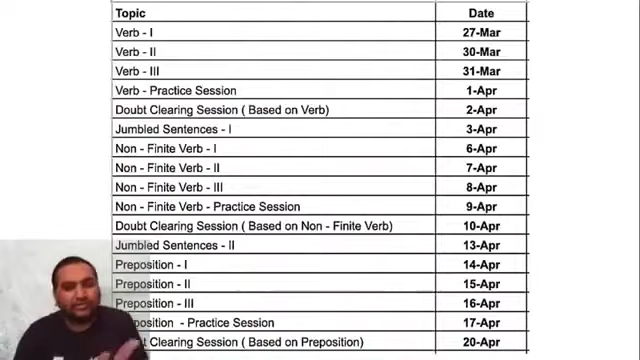 Topic Date
Verb - I 27-Mar
Verb - II 30-Mar
Verb - III 31-Mar
Verb - Practice Session 1-Apr
Doubt Clearing Session ( Based on Verb) 2-Apr
Jumbled Sentences - I 3-Apr
Non - Finite Verb - I 6-Apr
Non - Finite Verb - II 7-Apr
Non - Finite Verb - III 8-Apr
Non - Finite Verb - Practice Session 9-Apr
Doubt Clearing Session ( Based on Non - Finite Verb) 10-Apr
Jumbled Sentences - II 13-Apr
Preposition - I 14-Apr
Preposition - II 15-Apr
Preposition - III 16-Apr
position - Practice Session 17-Apr
Clearing Session ( Based on Preposition) 20-Apr